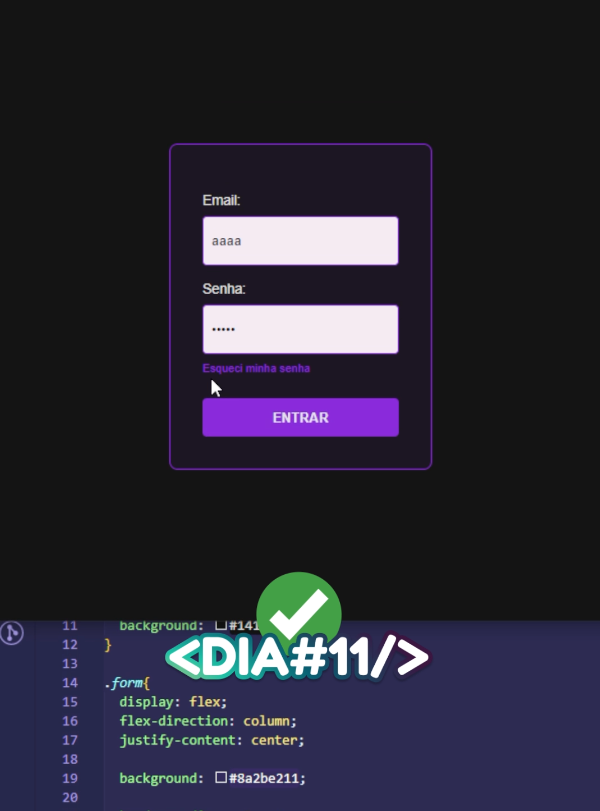 Email:
aaaa
Senha:
•••••
Esqueci minha senha
ENTRAR
11 background: #141
<DIA#11/>
12 }
13
14 .form{
15 display: flex;
16 flex-direction: column;
17 justify-content: center;
18
19 background: #8a2be211;
20